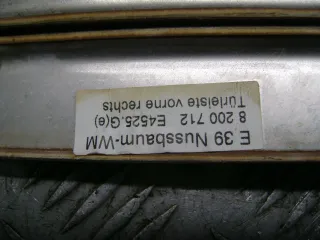 E 39 Nussbaum-WM
8 200 712 E4525.G(e)
Türleiste vorne rechts